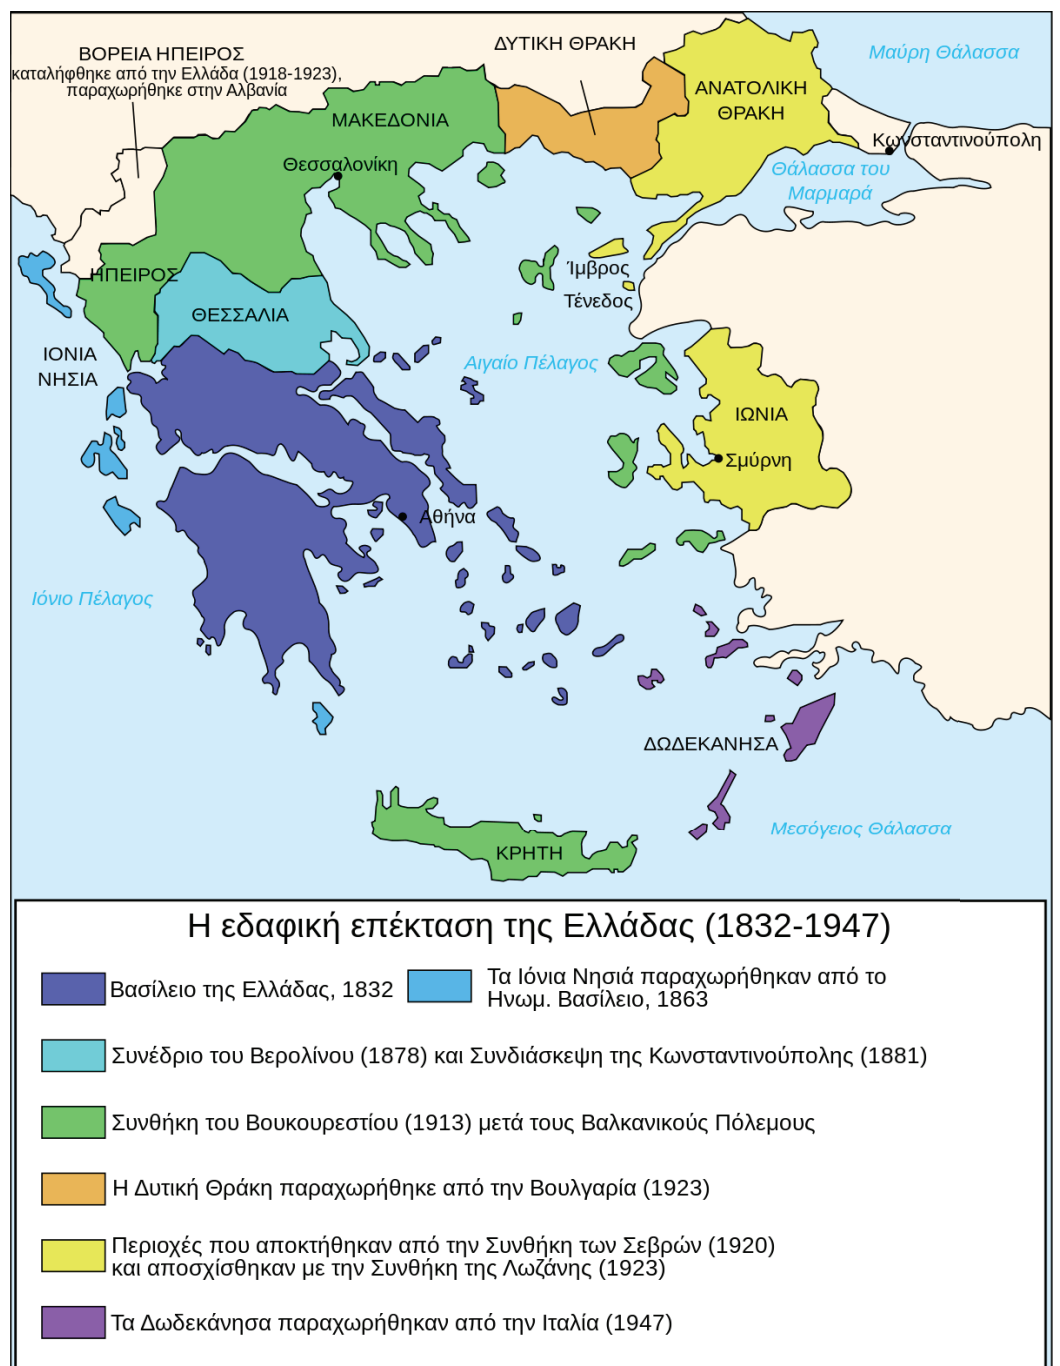 ΒΟΡΕΙΑ ΗΠΕΙΡΟΣ
καταλήφθηκε από την Ελλάδα (1918-1923),
παραχωρήθηκε στην Αλβανία
ΔΥΤΙΚΗ ΘΡΑΚΗ
Μαύρη Θάλασσα
ΑΝΑΤΟΛΙΚΗ
ΘΡΑΚΗ
ΜΑΚΕΔΟΝΙΑ
Κωνσταντινούπολη
Θεσσαλονίκη
Θάλασσα του
Μαρμαρά
ΗΠΕΙΡΟΣ
Ίμβρος
Τένεδος
ΘΕΣΣΑΛΙΑ
ΙΟΝΙΑ
ΝΗΣΙΑ
Αιγαίο Πέλαγος
ΙΩΝΙΑ
Σμύρνη
Αθήνα
Ιόνιο Πέλαγος
ΔΩΔΕΚΑΝΗΣΑ
Μεσόγειος Θάλασσα
ΚΡΗΤΗ
Η εδαφική επέκταση της Ελλάδας (1832-1947)
Βασίλειο της Ελλάδας, 1832
Τα Ιόνια Νησιά παραχωρήθηκαν από το
Ηνωμ. Βασίλειο, 1863
Συνέδριο του Βερολίνου (1878) και Συνδιάσκεψη της Κωνσταντινούπολης (1881)
Συνθήκη του Βουκουρεστίου (1913) μετά τους Βαλκανικούς Πόλεμους
Η Δυτική Θράκη παραχωρήθηκε από την Βουλγαρία (1923)
Περιοχές που αποκτήθηκαν από την Συνθήκη των Σεβρών (1920)
και αποσχίσθηκαν με την Συνθήκη της Λωζάνης (1923)
Τα Δωδεκάνησα παραχωρήθηκαν από την Ιταλία (1947)